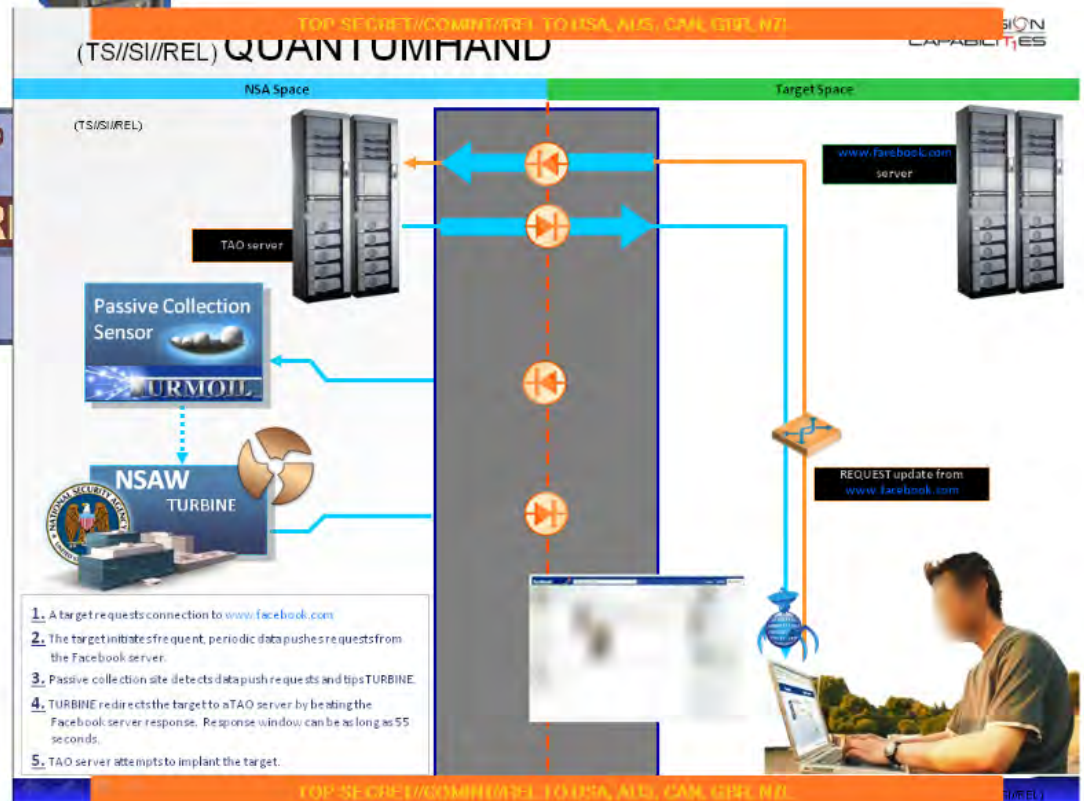 TOP SECRET//COMINT//REL TO USA, AUS, CAN, GBR, NZL
(TS//SI//REL) QUANTUMHAND
CAPABILITIES
NSA Space
Target Space
(TS//SI//REL)
www.facebook.com
server
TAO server
Passive Collection
Sensor
TURMOIL
NSAW
TURBINE
NATIONAL SECURITY AGENCY
REQUEST update from
www.facebook.com
1. A target requests connection to www.facebook.com
2. The target initiates frequent, periodic data pushes requests from
the Facebook server.
3. Passive collection site detects data push requests and tips TURBINE.
4. TURBINE redirects the target to a TAO server by beating the
Facebook server response. Response window can be as long as 55
seconds.
5. TAO server attempts to implant the target.
TOP SECRET//COMINT//REL TO USA, AUS, CAN, GBR, NZL